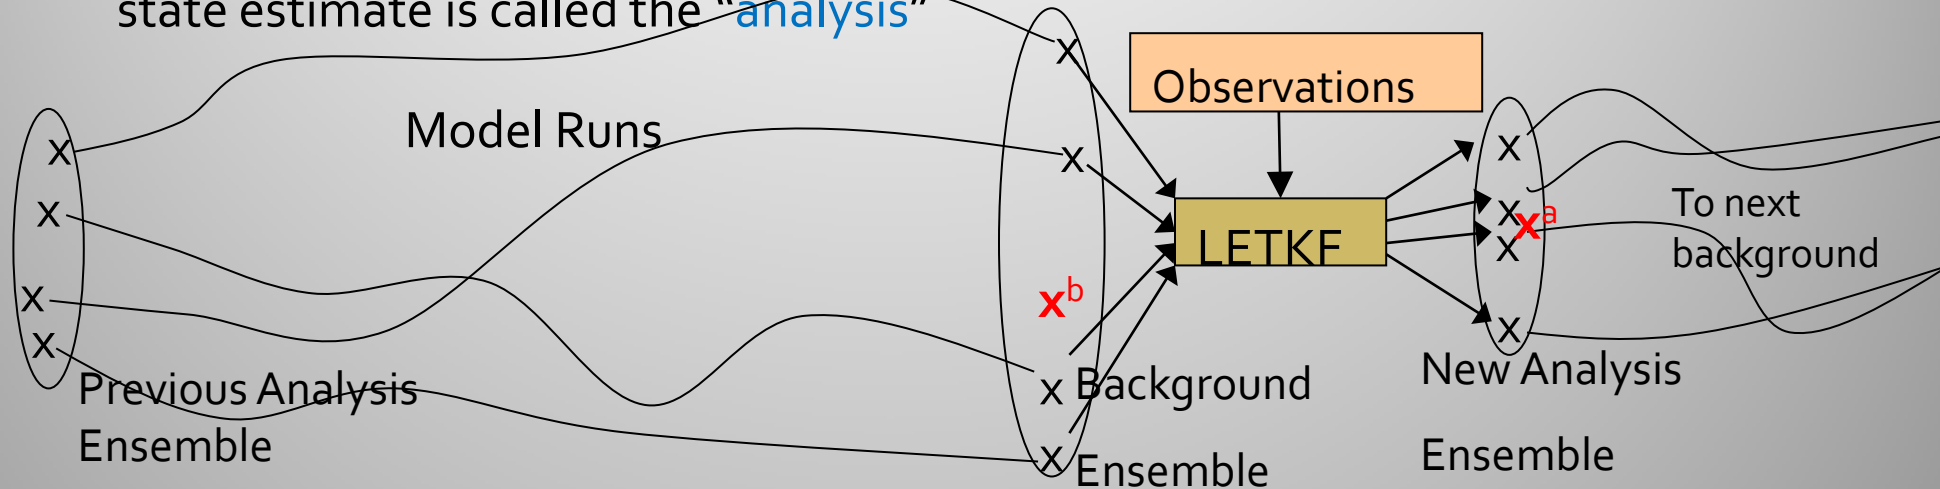 state estimate is called the “analysis”
Observations
Model Runs
x
x
x
x
x
x
x
x
x^b
LETKF
x
x
x
x
x^a
To next
background
Previous Analysis
Ensemble
Background
Ensemble
New Analysis
Ensemble